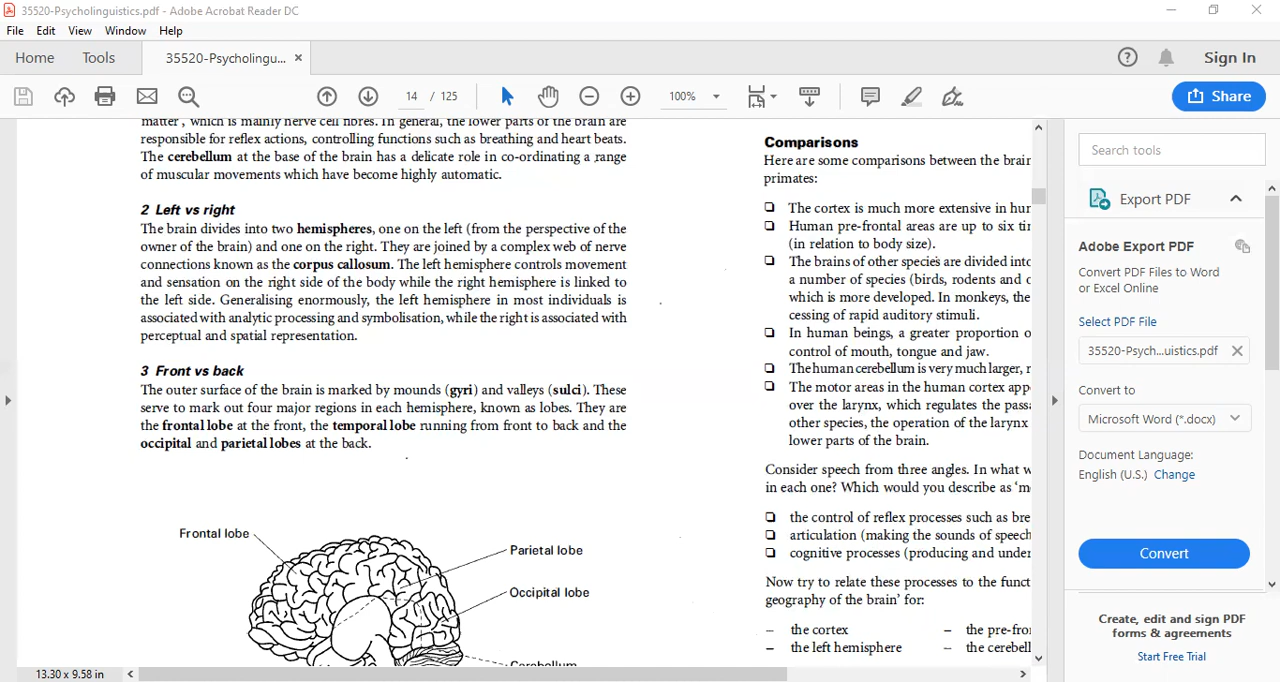 35520-Psycholinguistics.pdf - Adobe Acrobat Reader DC
File Edit View Window Help
Home Tools 35520-Psycholingu... × Sign In
14 / 125 100% Share
matter', which is mainly nerve cell fibres. In general, the lower parts of the brain are
responsible for reflex actions, controlling functions such as breathing and heart beats.
The cerebellum at the base of the brain has a delicate role in co-ordinating a range
of muscular movements which have become highly automatic.
2 Left vs right
The brain divides into two hemispheres, one on the left (from the perspective of the
owner of the brain) and one on the right. They are joined by a complex web of nerve
connections known as the corpus callosum. The left hemisphere controls movement
and sensation on the right side of the body while the right hemisphere is linked to
the left side. Generalising enormously, the left hemisphere in most individuals is
associated with analytic processing and symbolisation, while the right is associated with
perceptual and spatial representation.
3 Front vs back
The outer surface of the brain is marked by mounds (gyri) and valleys (sulci). These
serve to mark out four major regions in each hemisphere, known as lobes. They are
the frontal lobe at the front, the temporal lobe running from front to back and the
occipital and parietal lobes at the back.
Frontal lobe
Parietal lobe
Occipital lobe
Cerebellum
Comparisons
Here are some comparisons between the brain
primates:
❑ The cortex is much more extensive in hum
❑ Human pre-frontal areas are up to six tim
(in relation to body size).
❑ The brains of other species are divided into
a number of species (birds, rodents and o
which is more developed. In monkeys, the
cessing of rapid auditory stimuli.
❑ In human beings, a greater proportion o
control of mouth, tongue and jaw.
❑ The human cerebellum is very much larger, r
❑ The motor areas in the human cortex app
over the larynx, which regulates the passa
other species, the operation of the larynx
lower parts of the brain.
Consider speech from three angles. In what w
in each one? Which would you describe as 'm
❑ the control of reflex processes such as bre
❑ articulation (making the sounds of speech
❑ cognitive processes (producing and under
Now try to relate these processes to the funct
geography of the brain' for:
– the cortex – the pre-fron
– the left hemisphere – the cerebell
13.30 x 9.58 in
Search tools
Export PDF
Adobe Export PDF
Convert PDF Files to Word
or Excel Online
Select PDF File
35520-Psych...uistics.pdf
Convert to
Microsoft Word (*.docx)
Document Language:
English (U.S.) Change
Convert
Create, edit and sign PDF
forms & agreements
Start Free Trial